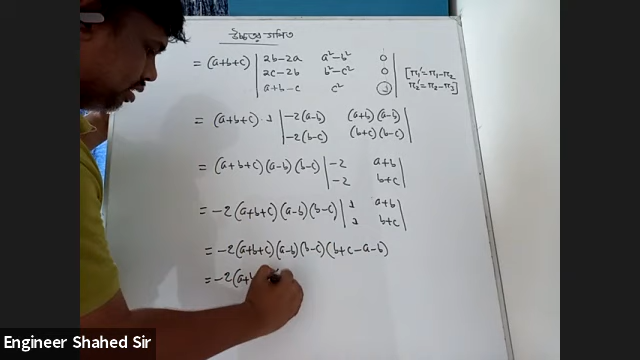 উচ্চতর গণিত
= (a+b+c) | 2b-2a a²-b² 0 |
| 2c-2b b²-c² 0 | [r₁'=r₁-r₂
| a+b-c c² 1 | r₂'=r₂-r₃]
= (a+b+c)·1 | -2(a-b) (a+b)(a-b) |
| -2(b-c) (b+c)(b-c) |
= (a+b+c)(a-b)(b-c) | -2 a+b |
| -2 b+c |
= -2(a+b+c)(a-b)(b-c) | 1 a+b |
| 1 b+c |
= -2(a+b+c)(a-b)(b-c)(b+c-a-b)
= -2(a+b
Engineer Shahed Sir